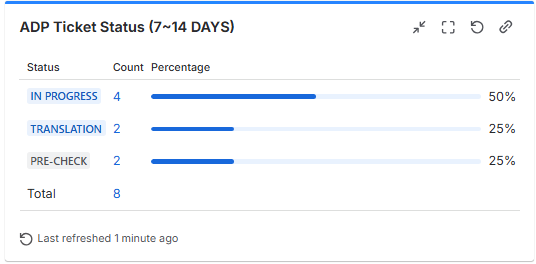 ADP Ticket Status (7~14 DAYS)
Status Count Percentage
IN PROGRESS 4 50%
TRANSLATION 2 25%
PRE-CHECK 2 25%
Total 8
Last refreshed 1 minute ago